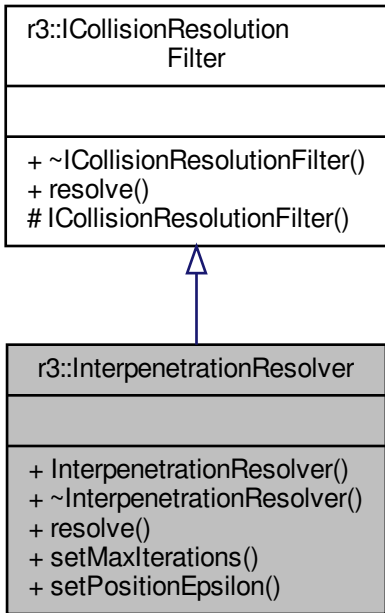 r3::ICollisionResolution
Filter
+ ~ICollisionResolutionFilter()
+ resolve()
# ICollisionResolutionFilter()
r3::InterpenetrationResolver
+ InterpenetrationResolver()
+ ~InterpenetrationResolver()
+ resolve()
+ setMaxIterations()
+ setPositionEpsilon()